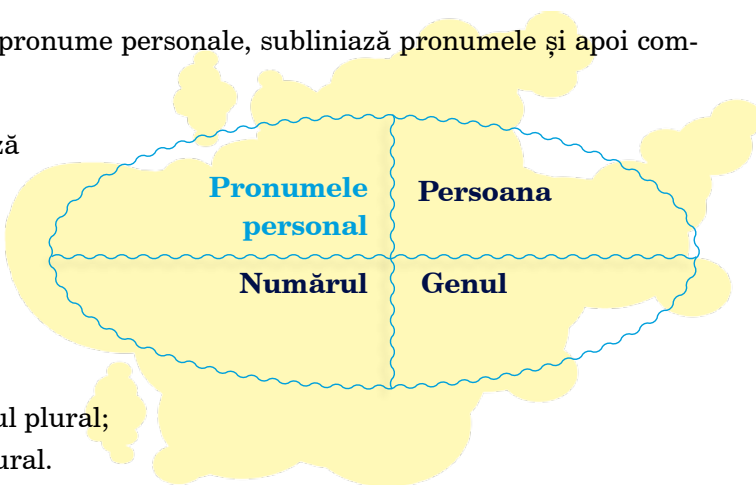 pronume personale, subliniază pronumele și apoi com-
ză
Pronumele Persoana
personal
Numărul Genul
ul plural;
ural.